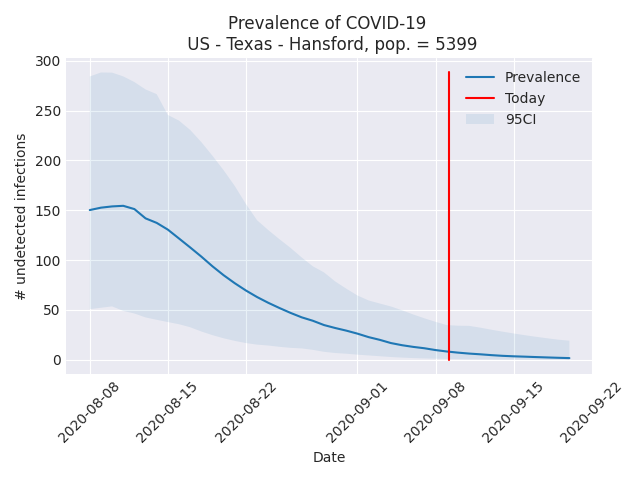 Prevalence of COVID-19
US - Texas - Hansford, pop. = 5399
300
250
200
150
100
50
0
# undetected infections
Prevalence
Today
95CI
2020-08-08
2020-08-15
2020-08-22
2020-09-01
2020-09-08
2020-09-15
2020-09-22
Date